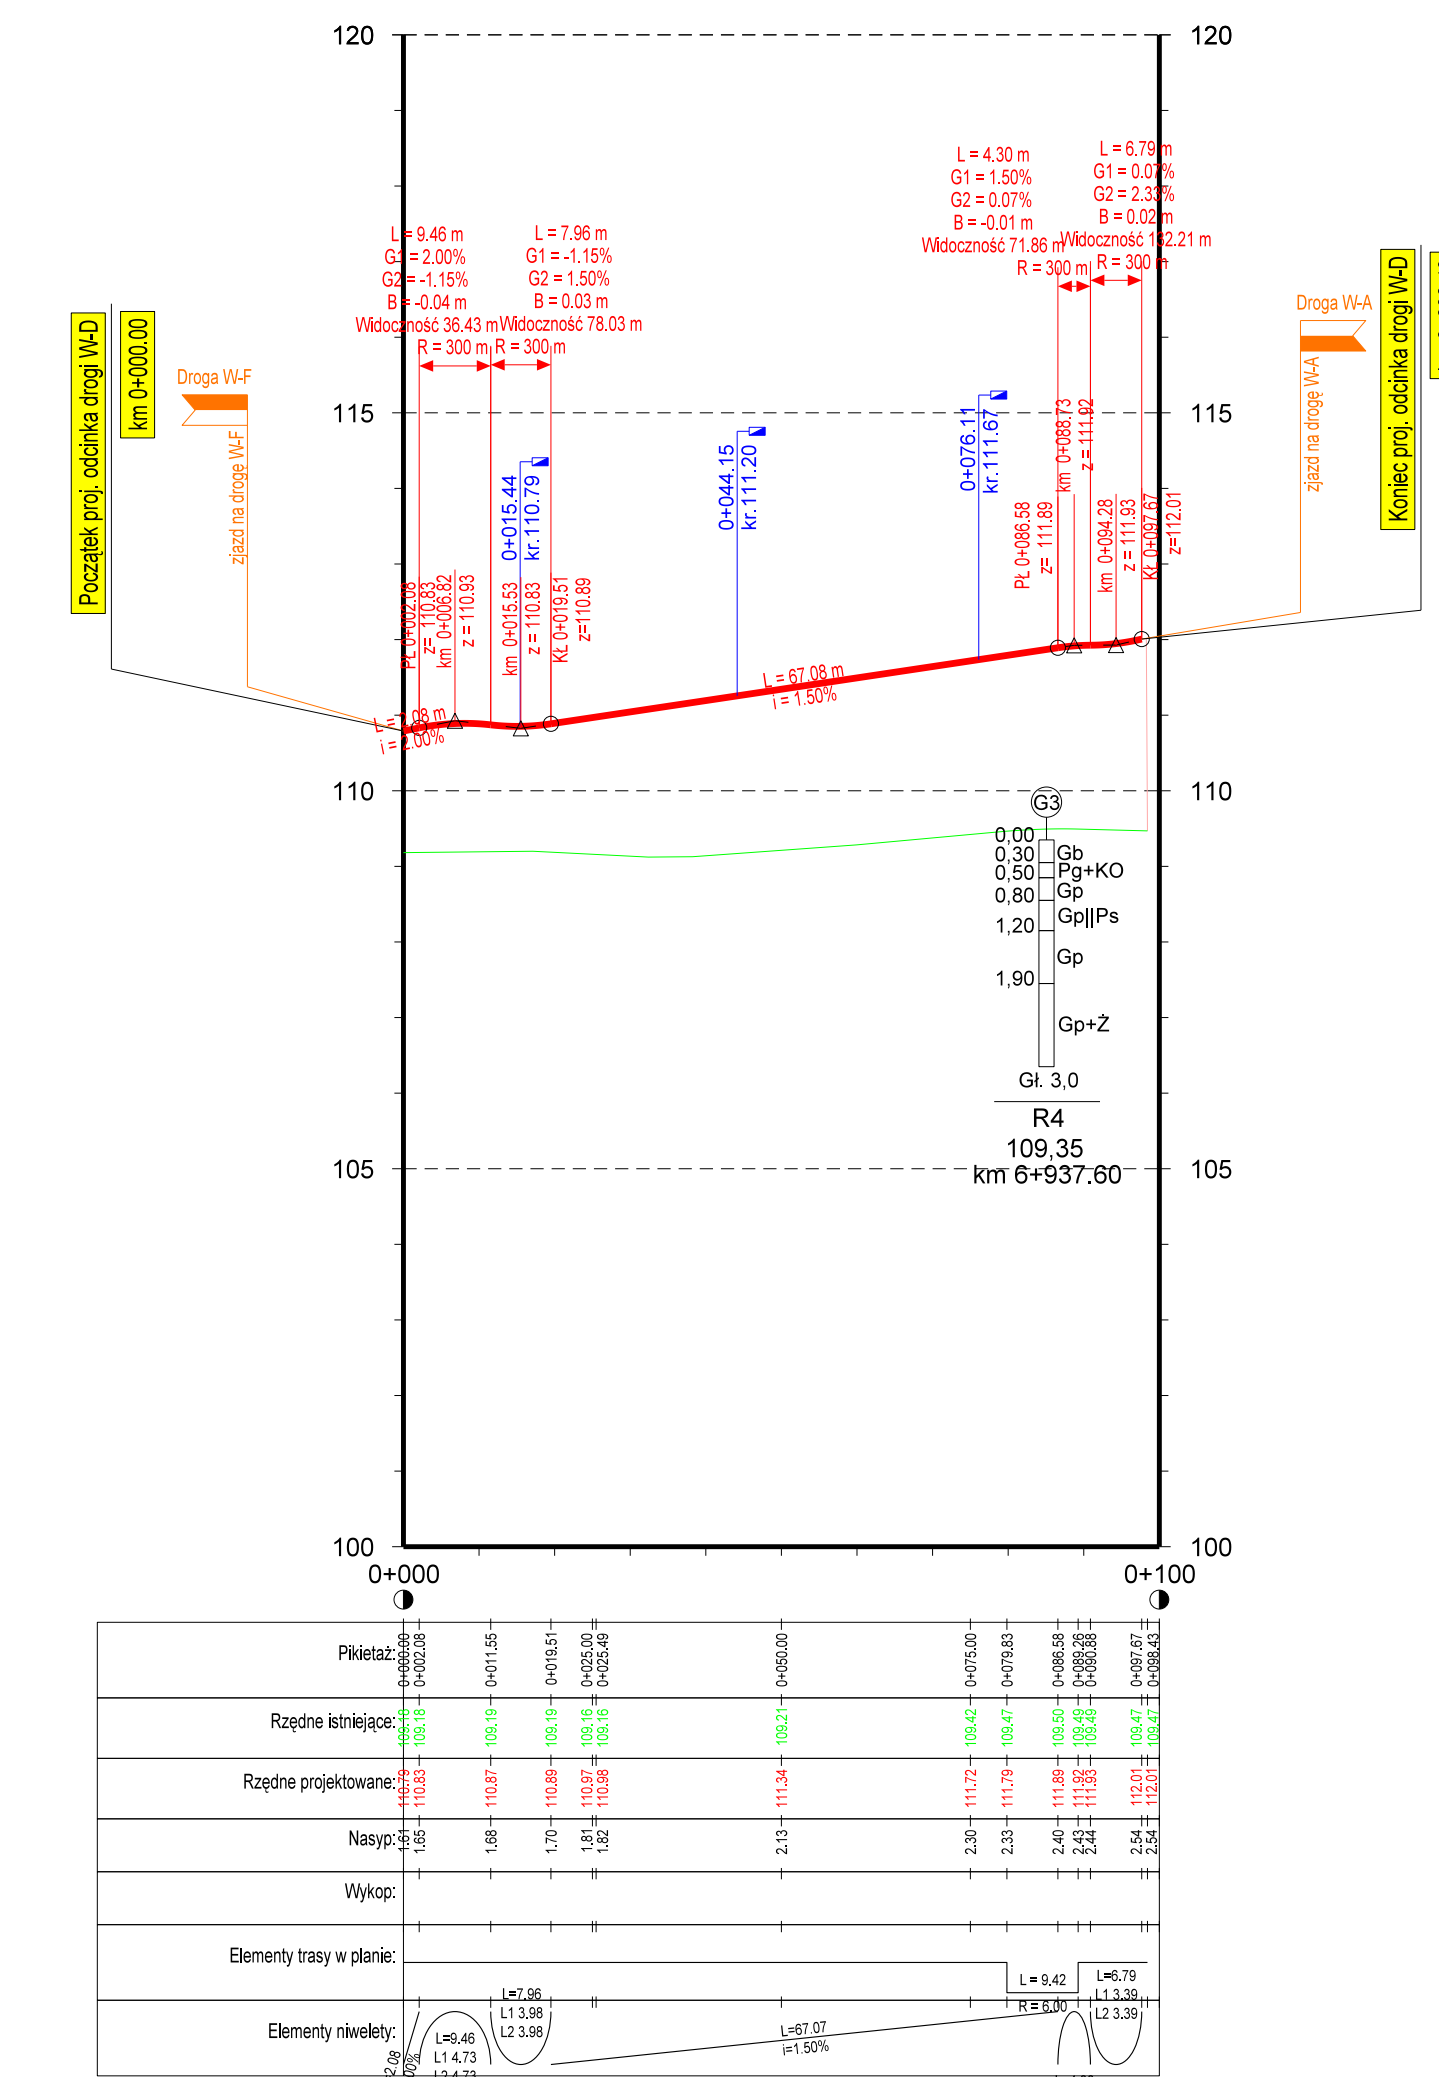 120
120
L = 4.30 m
G1 = 1.50%
G2 = 0.07%
B = -0.01 m
Widoczność 71.86 m
R = 300 m
L = 6.79 m
G1 = 0.07%
G2 = 2.33%
B = 0.02 m
Widoczność 132.21 m
R = 300 m
L = 9.46 m
G1 = 2.00%
G2 = -1.15%
B = -0.04 m
Widoczność 36.43 m
R = 300 m
L = 7.96 m
G1 = -1.15%
G2 = 1.50%
B = 0.03 m
Widoczność 78.03 m
R = 300 m
Początek proj. odcinka drogi W-D
km 0+000.00
Droga W-F
zjazd na drogę W-F
Droga W-A
zjazd na drogę W-A
Koniec proj. odcinka drogi W-D
115
115
0+015.44
kr.110.79
0+044.15
kr.111.20
0+076.11
kr.111.67
PŁ 0+002.08
z= 110.83
km 0+006.82
z = 110.93
km 0+015.53
z = 110.83
KŁ 0+019.51
z=110.89
PŁ 0+086.58
z= 111.89
km 0+088.73
z = 111.92
km 0+094.28
z = 111.93
KŁ 0+097.67
z=112.01
L = 2.08 m
i = 2.00%
L = 67.08 m
i = 1.50%
110
110
G3
0,00
0,30
0,50
0,80
1,20
1,90
Gb
Pg+KO
Gp
Gp||Ps
Gp
Gp+Ż
Gł. 3,0
R4
109,35
km 6+937.60
105
105
100
100
0+000
0+100
Pikietaż: 0+000.00 0+002.08 0+011.55 0+019.51 0+025.00 0+025.49 0+050.00 0+075.00 0+079.83 0+086.58 0+089.26 0+090.88 0+097.67 0+098.43
Rzędne istniejące: 109.18 109.18 109.19 109.19 109.16 109.16 109.21 109.42 109.47 109.50 109.49 109.49 109.47 109.47
Rzędne projektowane: 110.79 110.83 110.87 110.89 110.97 110.98 111.34 111.72 111.79 111.89 111.92 111.93 112.01 112.01
Nasyp: 1.61 1.65 1.68 1.70 1.81 1.82 2.13 2.30 2.33 2.40 2.43 2.44 2.54 2.54
Wykop:
Elementy trasy w planie:
L = 9.42
R = 6.00
Elementy niwelety:
L=9.46
L1 4.73
L2 4.73
L=7.96
L1 3.98
L2 3.98
L=67.07
i=1.50%
L=6.79
L1 3.39
L2 3.39